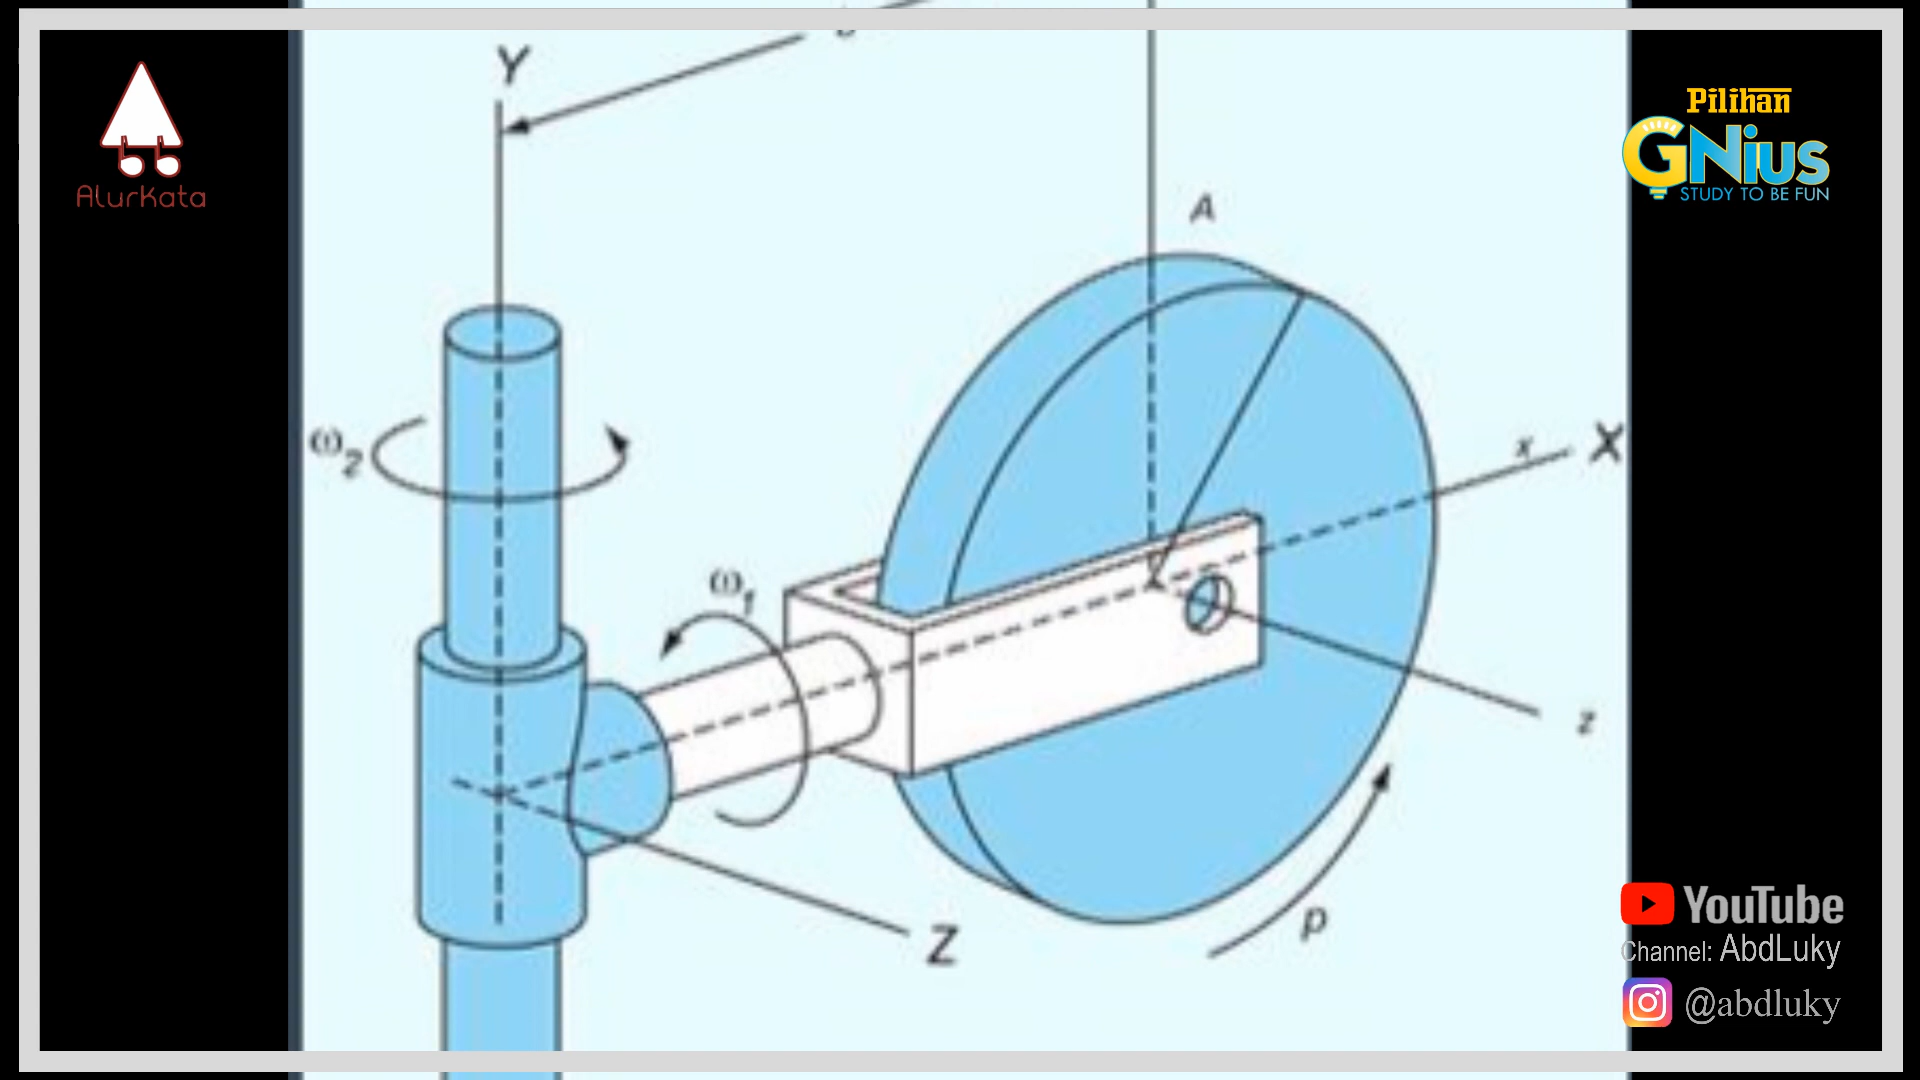 b
Y
Pilihan
GNius
STUDY TO BE FUN
AlurKata
A
ω2
x
X
ω1
z
p
Z
YouTube
Channel: AbdLuky
@abdluky